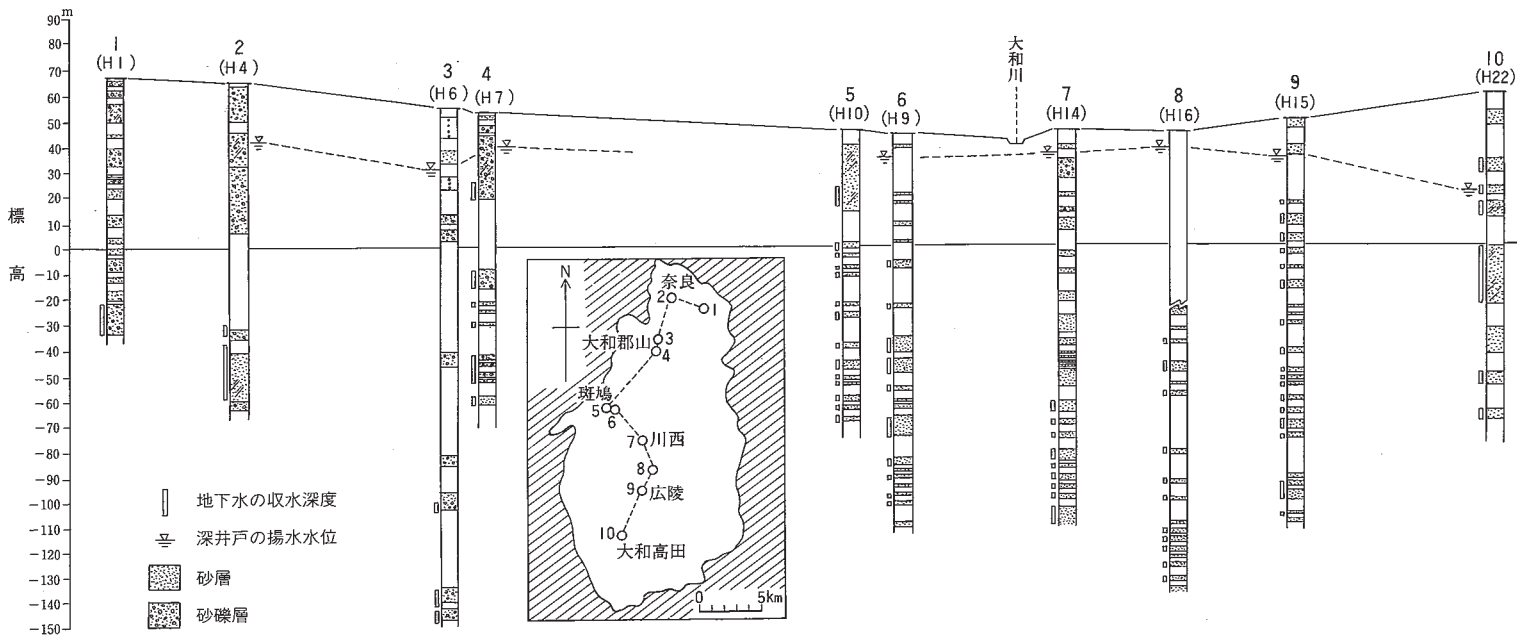 90m
80
70
60
50
40
30
20
10
0
-10
-20
-30
-40
-50
-60
-70
-80
-90
-100
-110
-120
-130
-140
-150
標高
1
(H1)
2
(H4)
3
(H6)
4
(H7)
5
(H10)
6
(H9)
大和川
7
(H14)
8
(H16)
9
(H15)
10
(H22)
地下水の収水深度
深井戸の揚水水位
砂層
砂礫層
N
奈良
2
1
大和郡山
3
4
斑鳩
5
6
7
川西
8
9
広陵
10
大和高田
0
5km